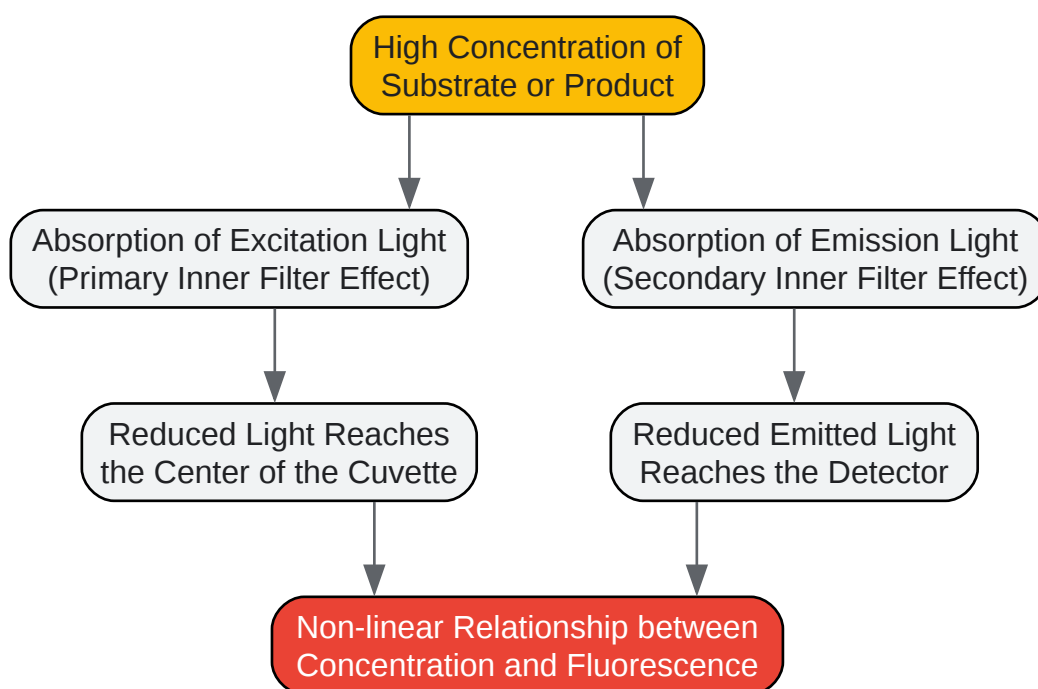 High Concentration of
Substrate or Product
Absorption of Excitation Light
(Primary Inner Filter Effect)
Absorption of Emission Light
(Secondary Inner Filter Effect)
Reduced Light Reaches
the Center of the Cuvette
Reduced Emitted Light
Reaches the Detector
Non-linear Relationship between
Concentration and Fluorescence